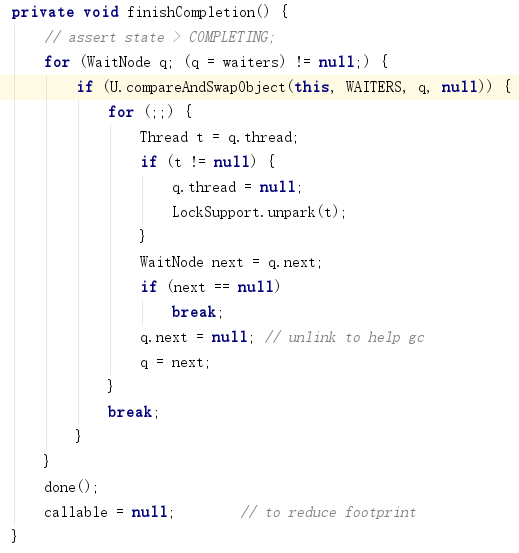 private void finishCompletion() {
// assert state > COMPLETING;
for (WaitNode q; (q = waiters) != null;) {
if (U.compareAndSwapObject(this, WAITERS, q, null)) {
for (;;) {
Thread t = q.thread;
if (t != null) {
q.thread = null;
LockSupport.unpark(t);
}
WaitNode next = q.next;
if (next == null)
break;
q.next = null; // unlink to help gc
q = next;
}
break;
}
}
done();
callable = null; // to reduce footprint
}